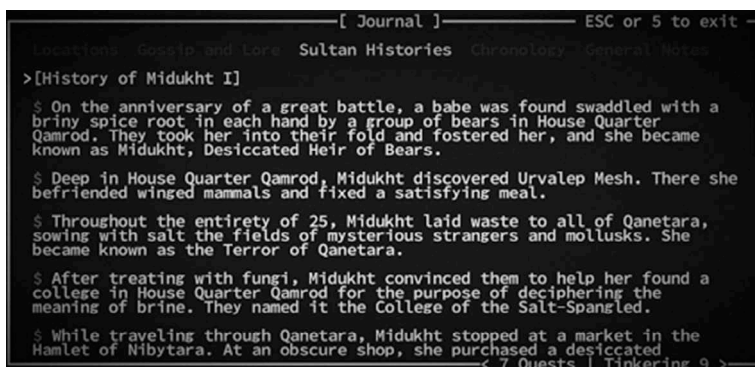 [ Journal ] ESC or 5 to exit
Locations Gossip and Lore Sultan Histories Chronology General Notes
>[History of Midukht I]
$ On the anniversary of a great battle, a babe was found swaddled with a
briny spice root in each hand by a group of bears in House Quarter
Qamrod. They took her into their fold and fostered her, and she became
known as Midukht, Desiccated Heir of Bears.
$ Deep in House Quarter Qamrod, Midukht discovered Urvalep Mesh. There she
befriended winged mammals and fixed a satisfying meal.
$ Throughout the entirety of 25, Midukht laid waste to all of Qanetara,
sowing with salt the fields of mysterious strangers and mollusks. She
became known as the Terror of Qanetara.
$ After treating with fungi, Midukht convinced them to help her found a
college in House Quarter Qamrod for the purpose of deciphering the
meaning of brine. They named it the College of the Salt-Spangled.
$ While traveling through Qanetara, Midukht stopped at a market in the
Hamlet of Nibytara. At an obscure shop, she purchased a desiccated
< 7 Quests | Tinkering 9 >